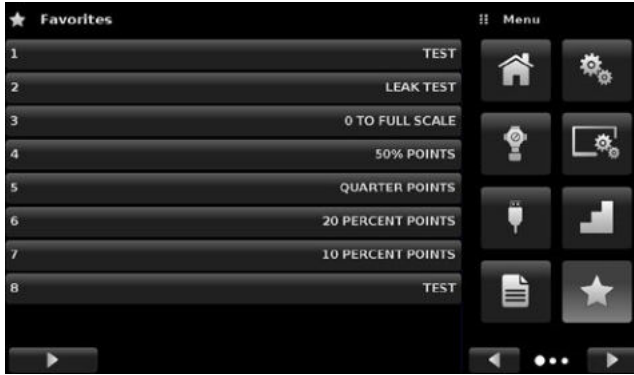 Favorites
Menu
1 TEST
2 LEAK TEST
3 0 TO FULL SCALE
4 50% POINTS
5 QUARTER POINTS
6 20 PERCENT POINTS
7 10 PERCENT POINTS
8 TEST